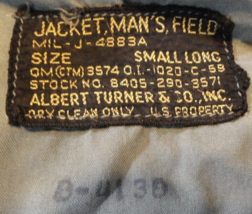 JACKET, MAN'S, FIELD
MIL-J-4883A
SIZE SMALL LONG
QM(CTM) 3574 O.I.-1020-C-59
STOCK NO. 8405-290-3571
ALBERT TURNER & CO., INC.
DRY CLEAN ONLY U.S. PROPERTY